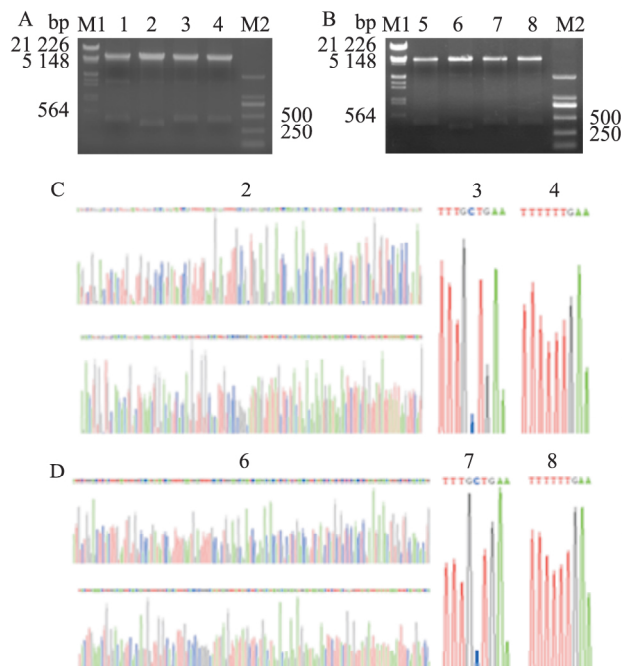 A bp M1 1 2 3 4 M2
21 226
5 148
564
500
250
B bp M1 5 6 7 8 M2
21 226
5 148
564
500
250
C 2 3 4
TTTGCTGAA TTTTTTGAA
D 6 7 8
TTTGCTGAA TTTTTTGAA